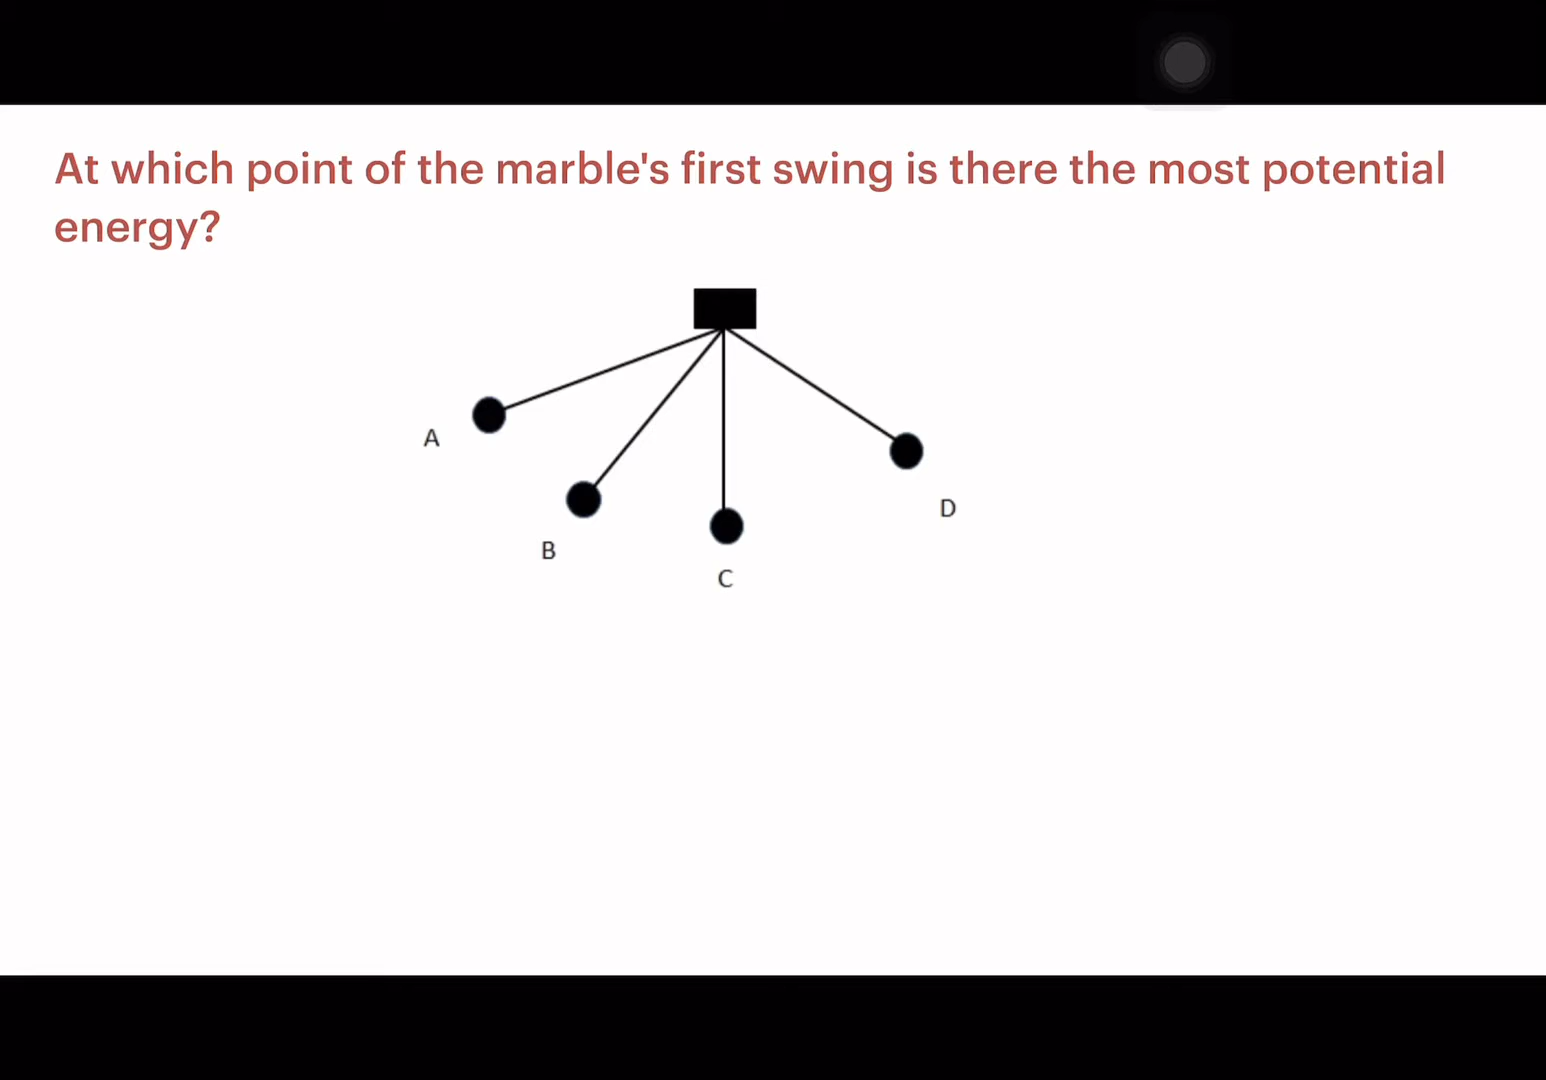 At which point of the marble's first swing is there the most potential
energy?
A
B
C
D